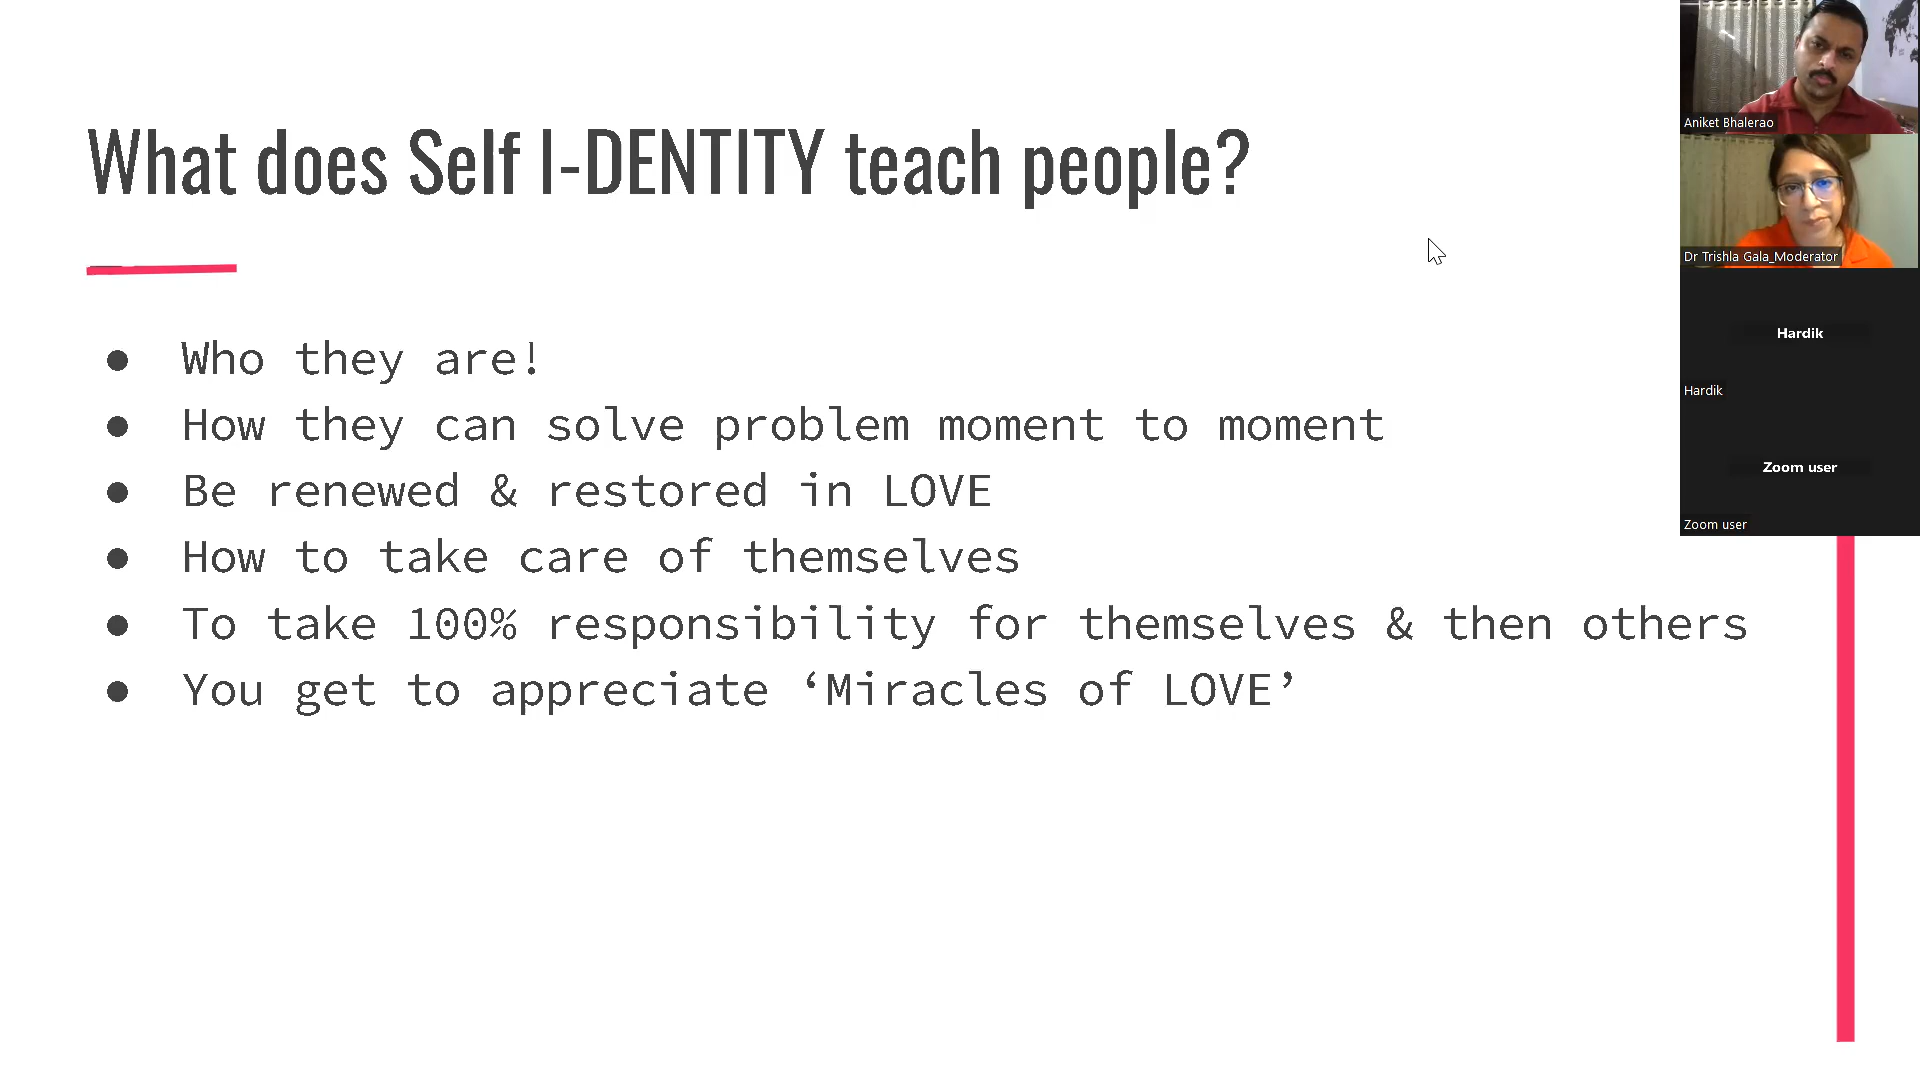 What does Self I-DENTITY teach people?
● Who they are!
● How they can solve problem moment to moment
● Be renewed & restored in LOVE
● How to take care of themselves
● To take 100% responsibility for themselves & then others
● You get to appreciate ‘Miracles of LOVE’
Aniket Bhalerao
Dr Trishla Gala_Moderator
Hardik
Hardik
Zoom user
Zoom user